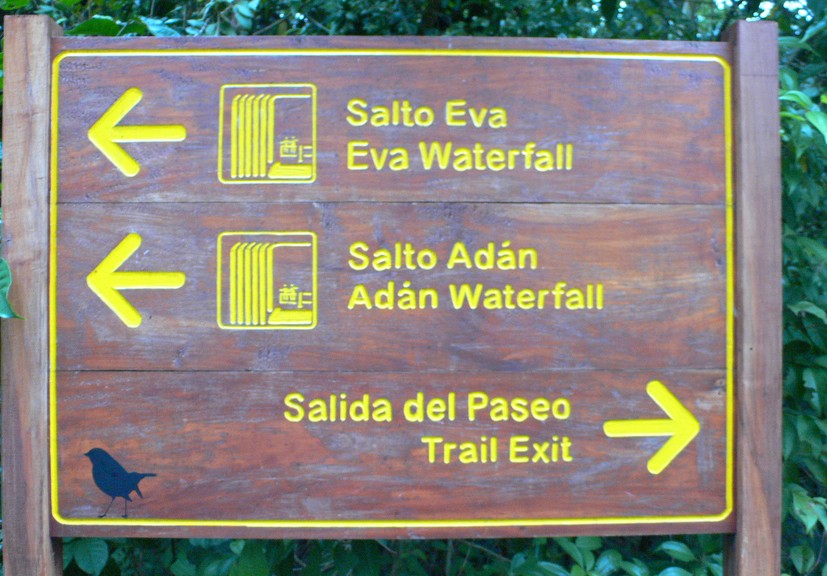 Salto Eva
Eva Waterfall
Salto Adán
Adán Waterfall
Salida del Paseo
Trail Exit